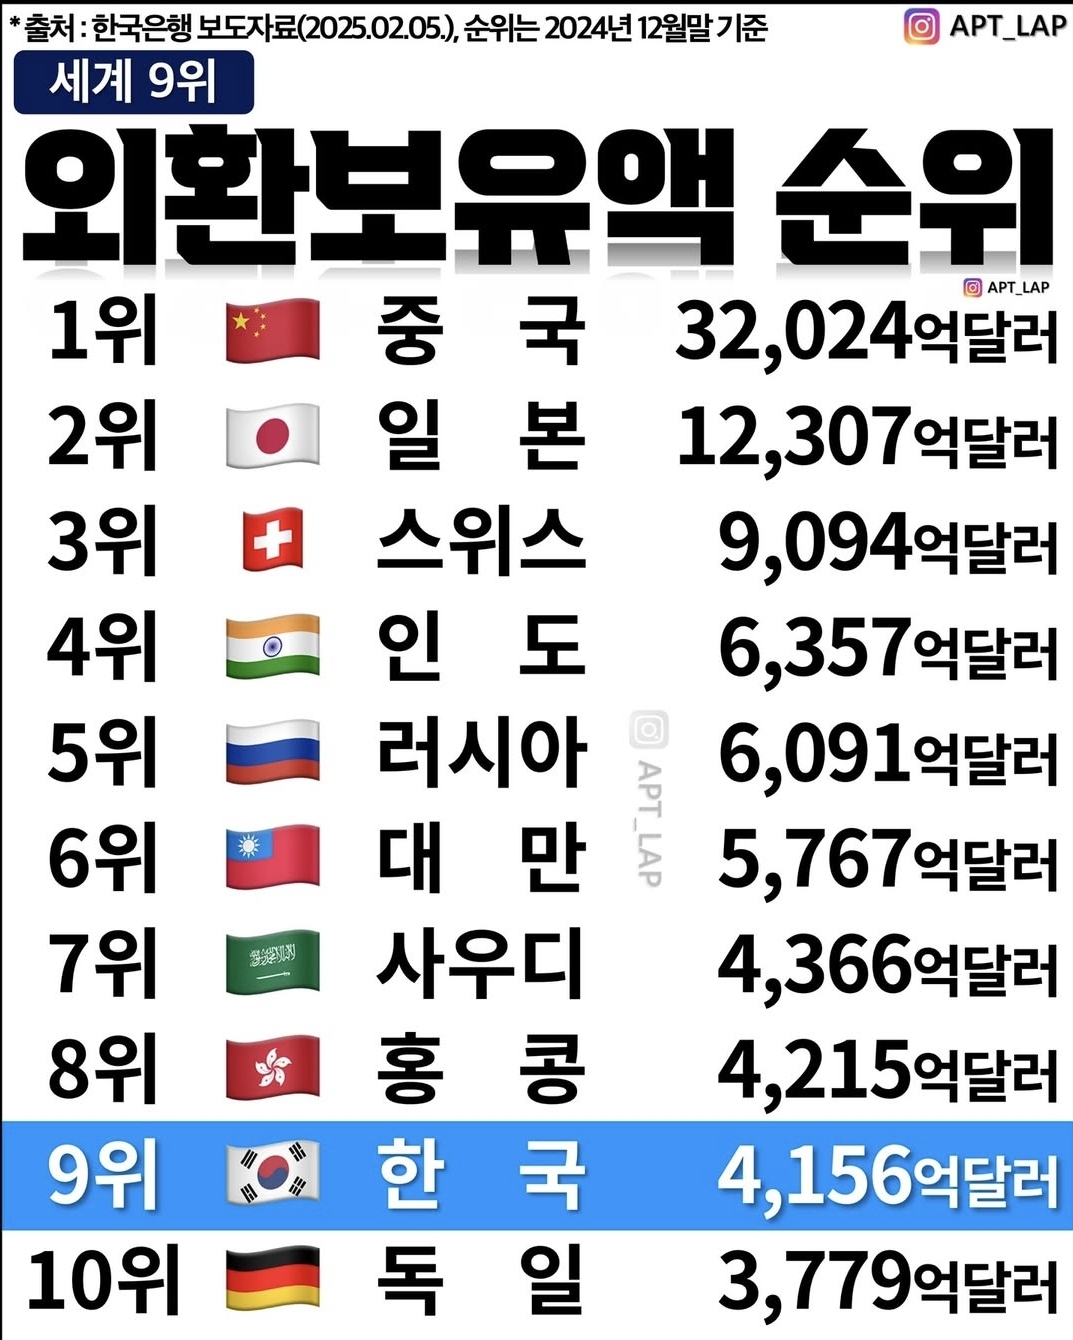 * 출처 : 한국은행 보도자료(2025.02.05.), 순위는 2024년 12월말 기준
APT_LAP
세계 9위
외환보유액 순위
APT_LAP
1위 중국 32,024억달러
2위 일본 12,307억달러
3위 스위스 9,094억달러
4위 인도 6,357억달러
5위 러시아 6,091억달러
APT_LAP
6위 대만 5,767억달러
7위 사우디 4,366억달러
8위 홍콩 4,215억달러
9위 한국 4,156억달러
10위 독일 3,779억달러